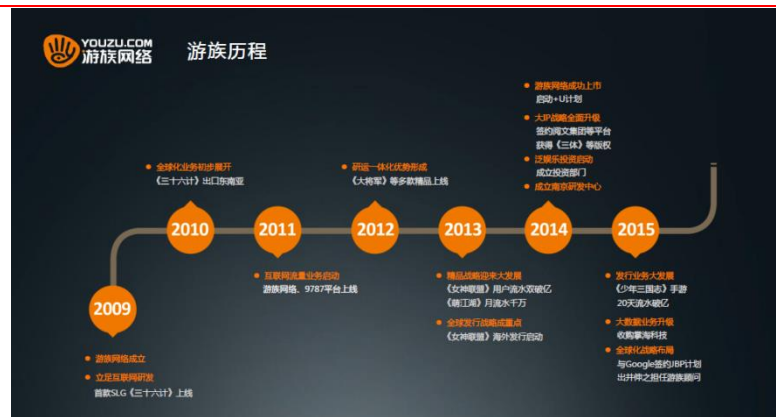 YOUZU.COM
游族网络
游族历程
2009
游族网络成立
立足互联网研发
首款SLG《三十六计》上线
2010
全球化业务初步展开
《三十六计》出口东南亚
2011
互联网流量业务启动
游族网络、9787平台上线
2012
研运一体化优势形成
《大将军》等多款精品上线
2013
精品战略迎来大发展
《女神联盟》用户流水双破亿
《萌江湖》月流水千万
全球发行战略成重点
《女神联盟》海外发行启动
2014
游族网络成功上市
启动+U计划
大IP战略全面升级
签约阅文集团等平台
获得《三体》等版权
泛娱乐投资启动
成立投资部门
成立南京研发中心
2015
发行业务大发展
《少年三国志》手游
20天流水破亿
大数据业务升级
收购掌淘科技
全球化战略布局
与Google签约JBP计划
出井伸之担任游族顾问